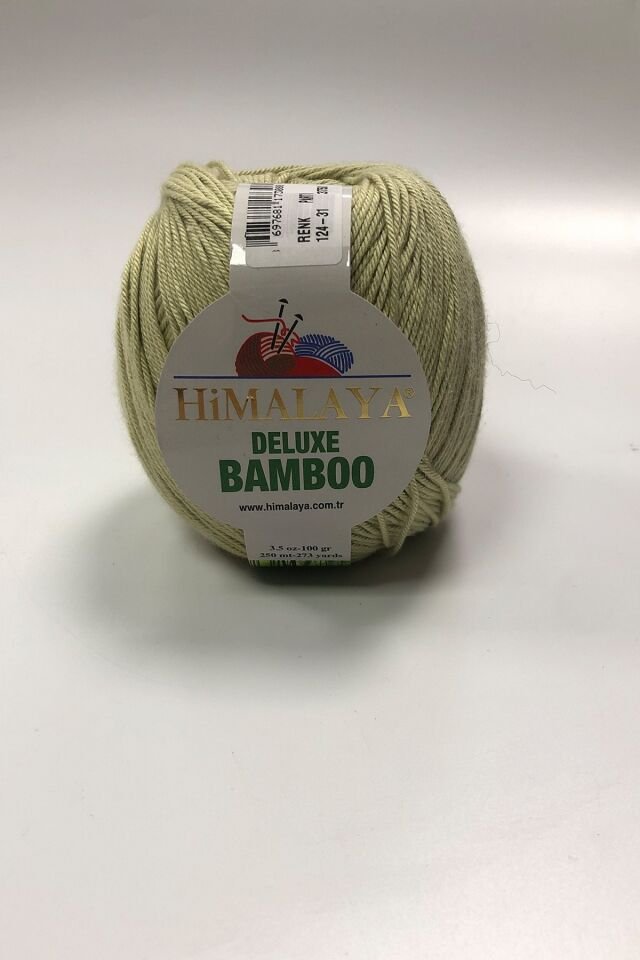 RENK
124-31
HiMALAYA®
DELUXE
BAMBOO
www.himalaya.com.tr
3.5 oz-100 gr
250 mt-273 yards